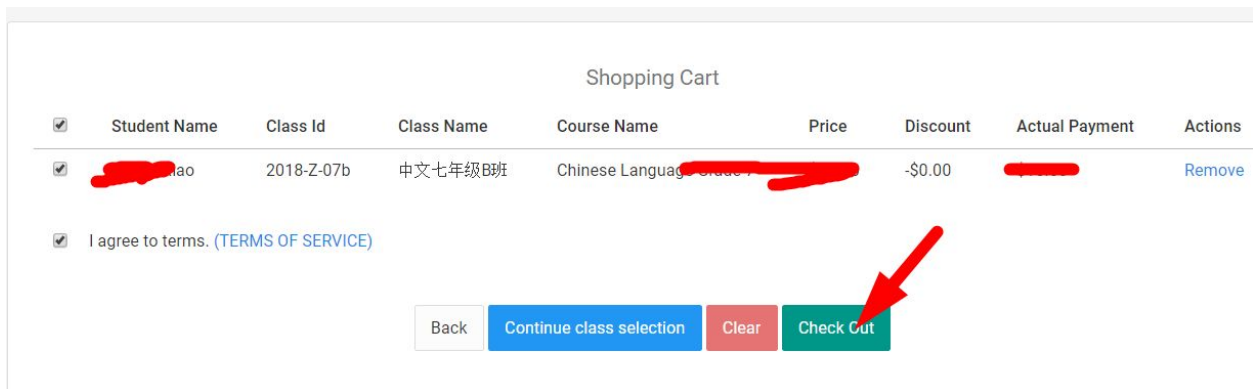 Shopping Cart
Student Name Class Id Class Name Course Name Price Discount Actual Payment Actions
2018-Z-07b 中文七年级B班 Chinese Language -$0.00 Remove
I agree to terms. (TERMS OF SERVICE)
Back Continue class selection Clear Check Out